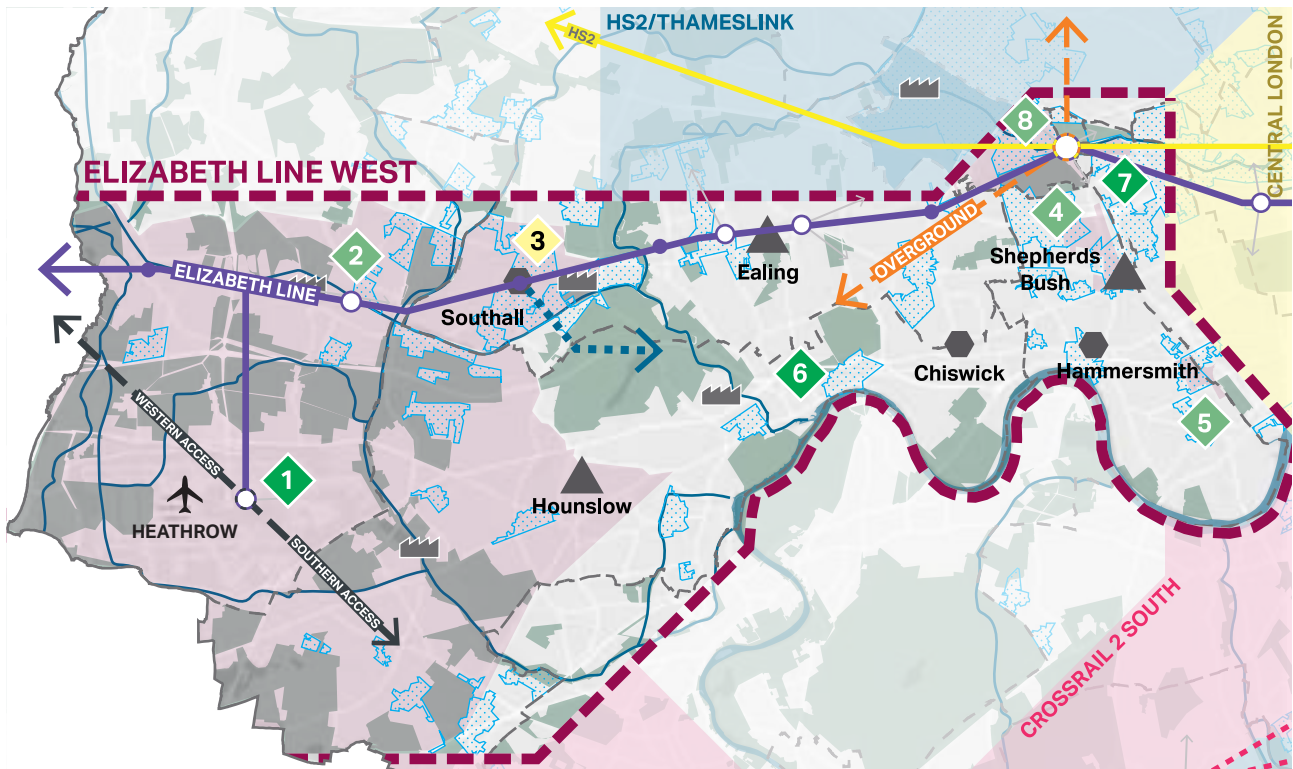 HS2/THAMESLINK
HS2
CENTRAL LONDON
8
ELIZABETH LINE WEST
7
4
3
2
OVERGROUND
Ealing
Shepherds
Bush
ELIZABETH LINE
Southall
6
Chiswick
Hammersmith
5
WESTERN ACCESS
1
Hounslow
HEATHROW
SOUTHERN ACCESS
CROSSRAIL 2 SOUTH